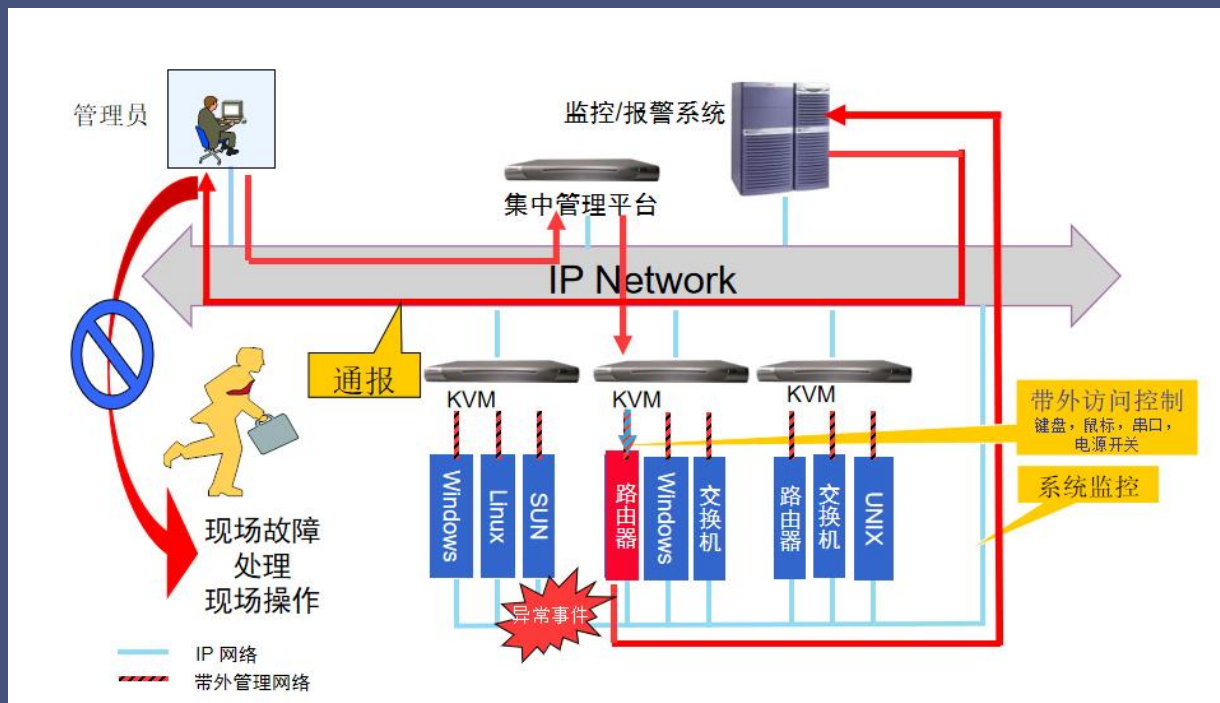 管理员
监控/报警系统
集中管理平台
IP Network
通报
KVM
KVM
KVM
带外访问控制
键盘，鼠标，串口，
电源开关
系统监控
Windows
Linux
SUN
路由器
Windows
交换机
路由器
交换机
UNIX
异常事件
现场故障
处理
现场操作
IP 网络
带外管理网络